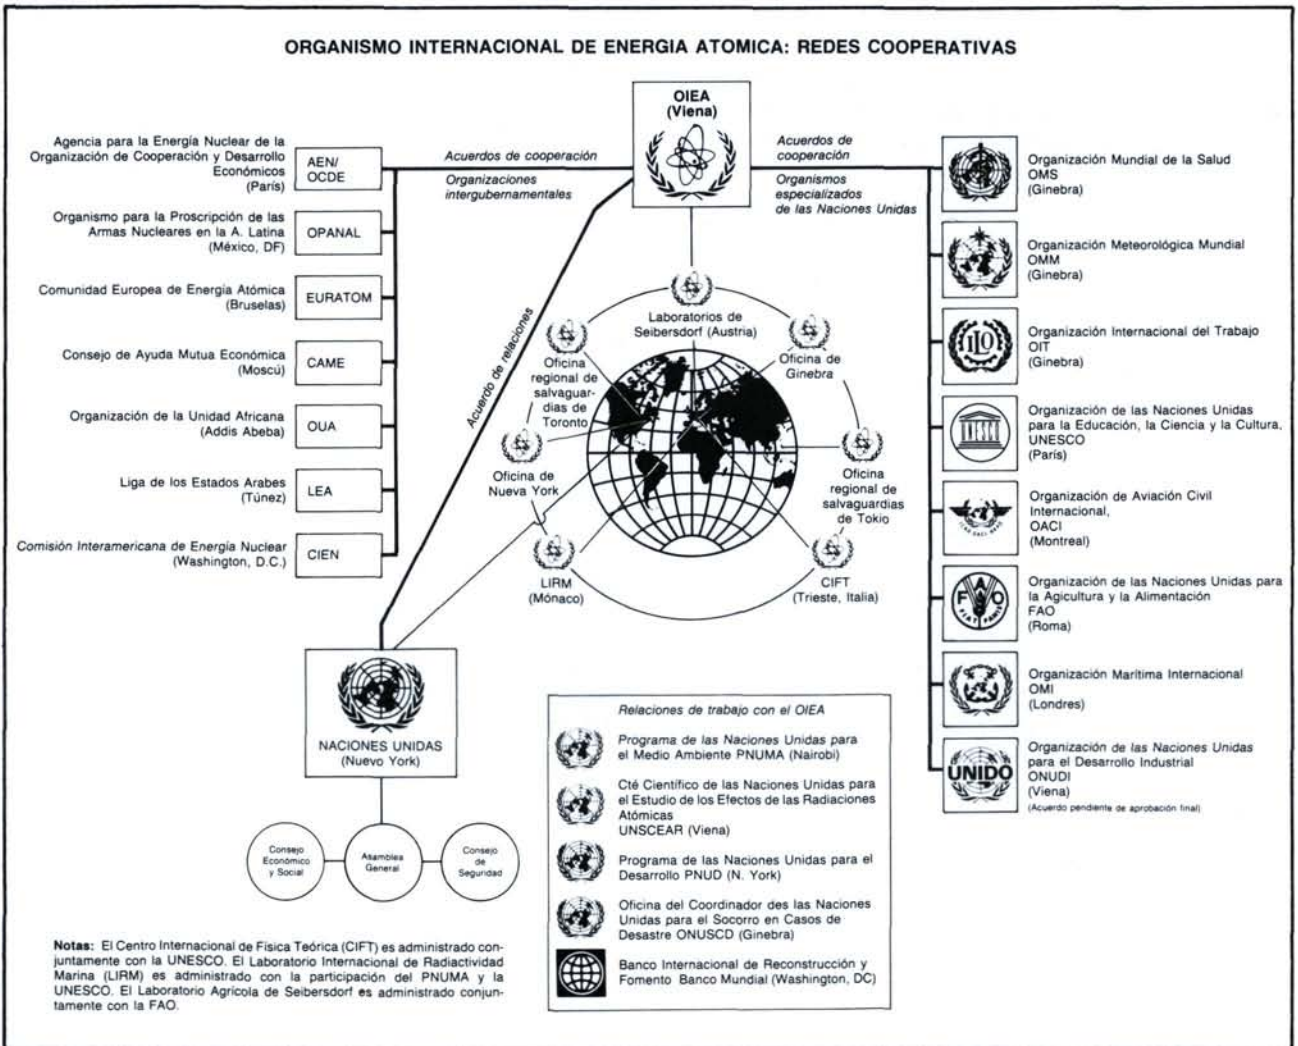 ORGANISMO INTERNACIONAL DE ENERGIA ATOMICA: REDES COOPERATIVAS
OIEA
(Viena)
Agencia para la Energía Nuclear de la
Organización de Cooperación y Desarrollo
Económicos
(París)
AEN/
OCDE
Organismo para la Proscripción de las
Armas Nucleares en la A. Latina
(México, DF)
OPANAL
Comunidad Europea de Energía Atómica
(Bruselas)
EURATOM
Consejo de Ayuda Mutua Económica
(Moscú)
CAME
Organización de la Unidad Africana
(Addis Abeba)
OUA
Liga de los Estados Arabes
(Túnez)
LEA
Comisión Interamericana de Energía Nuclear
(Washington, D.C.)
CIEN
Acuerdos de cooperación
Organizaciones
intergubernamentales
Acuerdos de
cooperación
Organismos
especializados
de las Naciones Unidas
Acuerdo de relaciones
Laboratorios de
Seibersdorf (Austria)
Oficina
regional de
salvaguar-
dias de
Toronto
Oficina de
Ginebra
Oficina de
Nueva York
Oficina
regional de
salvaguardias
de Tokio
LIRM
(Mónaco)
CIFT
(Trieste, Italia)
Organización Mundial de la Salud
OMS
(Ginebra)
Organización Meteorológica Mundial
OMM
(Ginebra)
ILO
Organización Internacional del Trabajo
OIT
(Ginebra)
UNESCO
Organización de las Naciones Unidas
para la Educación, la Ciencia y la Cultura,
UNESCO
(París)
Organización de Aviación Civil
Internacional,
OACI
(Montreal)
FAO
FIAT PANIS
Organización de las Naciones Unidas para
la Agicultura y la Alimentación
FAO
(Roma)
Organización Marítima Internacional
OMI
(Londres)
UNIDO
Organización de las Naciones Unidas
para el Desarrollo Industrial
ONUDI
(Viena)
(Acuerdo pendiente de aprobación final)
NACIONES UNIDAS
(Nuevo York)
Consejo
Económico
y Social
Asamblea
General
Consejo
de
Seguridad
Relaciones de trabajo con el OIEA
Programa de las Naciones Unidas para
el Medio Ambiente PNUMA (Nairobi)
Cté Científico de las Naciones Unidas para
el Estudio de los Efectos de las Radiaciones
Atómicas
UNSCEAR (Viena)
Programa de las Naciones Unidas para el
Desarrollo PNUD (N. York)
Oficina del Coordinador des las Naciones
Unidas para el Socorro en Casos de
Desastre ONUSCD (Ginebra)
Banco Internacional de Reconstrucción y
Fomento Banco Mundial (Washington, DC)
Notas: El Centro Internacional de Física Teórica (CIFT) es administrado con-
juntamente con la UNESCO. El Laboratorio Internacional de Radiactividad
Marina (LIRM) es administrado con la participación del PNUMA y la
UNESCO. El Laboratorio Agrícola de Seibersdorf es administrado conjun-
tamente con la FAO.